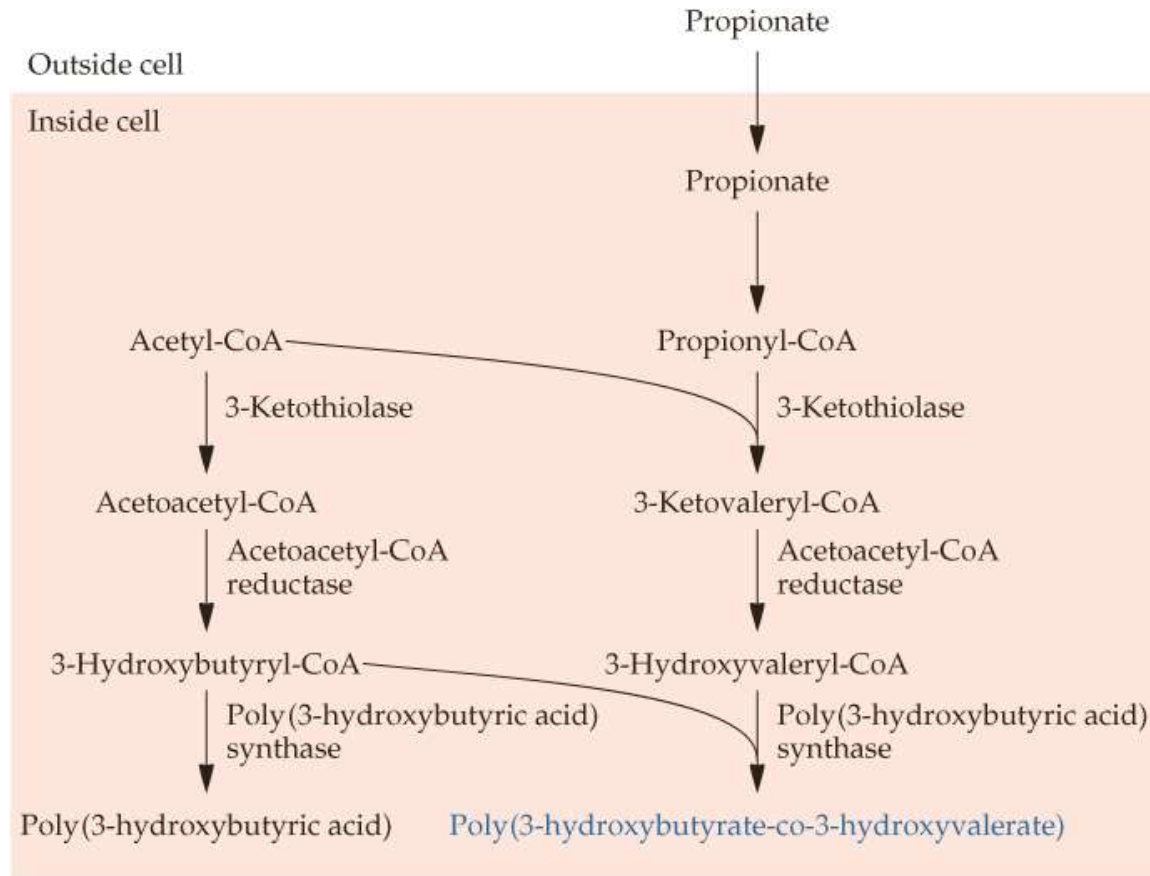 Propionate
Outside cell
Inside cell
Propionate
Acetyl-CoA
Propionyl-CoA
3-Ketothiolase
3-Ketothiolase
Acetoacetyl-CoA
3-Ketovaleryl-CoA
Acetoacetyl-CoA
reductase
Acetoacetyl-CoA
reductase
3-Hydroxybutyryl-CoA
3-Hydroxyvaleryl-CoA
Poly(3-hydroxybutyric acid)
synthase
Poly(3-hydroxybutyric acid)
synthase
Poly(3-hydroxybutyric acid)
Poly(3-hydroxybutyrate-co-3-hydroxyvalerate)